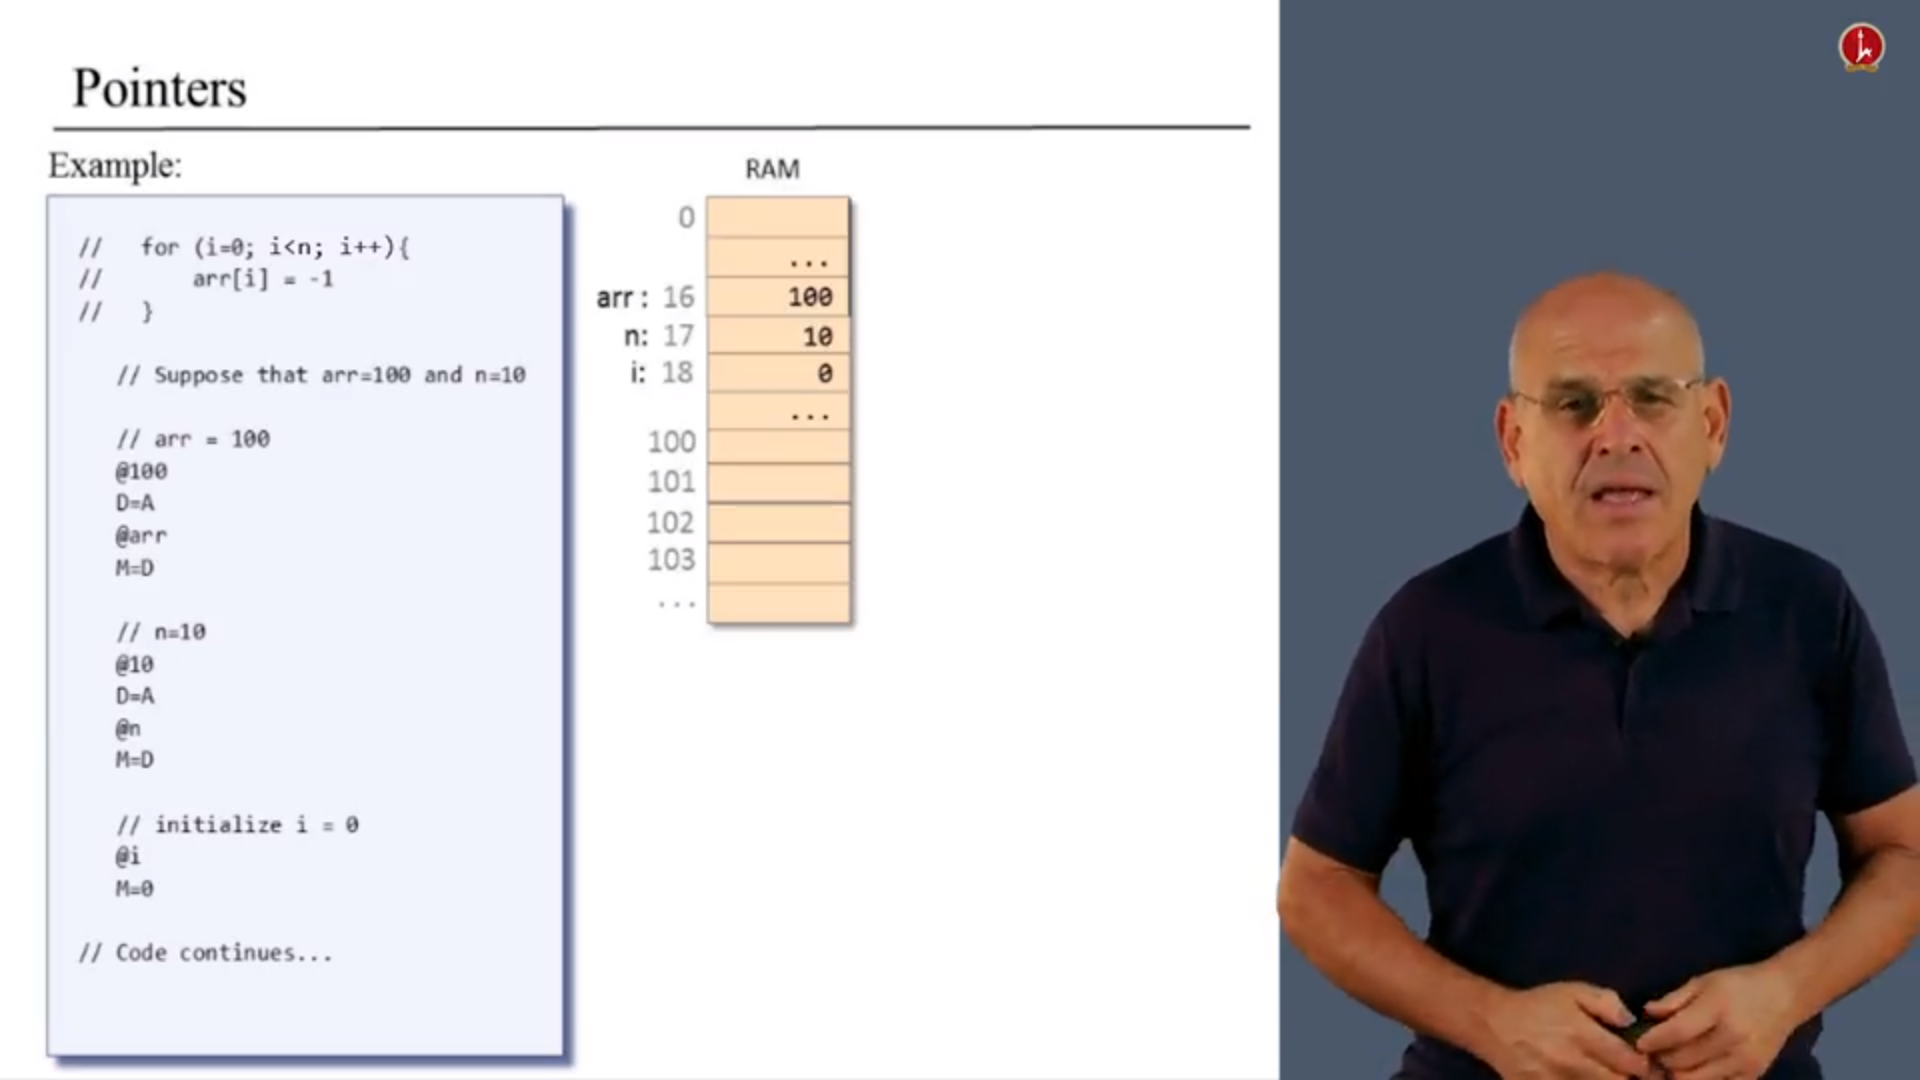 Pointers
Example:
//   for (i=0; i<n; i++){
//       arr[i] = -1
//   }
// Suppose that arr=100 and n=10
// arr = 100
@100
D=A
@arr
M=D
// n=10
@10
D=A
@n
M=D
// initialize i = 0
@i
M=0
// Code continues...
RAM
0
...
arr: 16 100
n: 17 10
i: 18 0
...
100
101
102
103
...